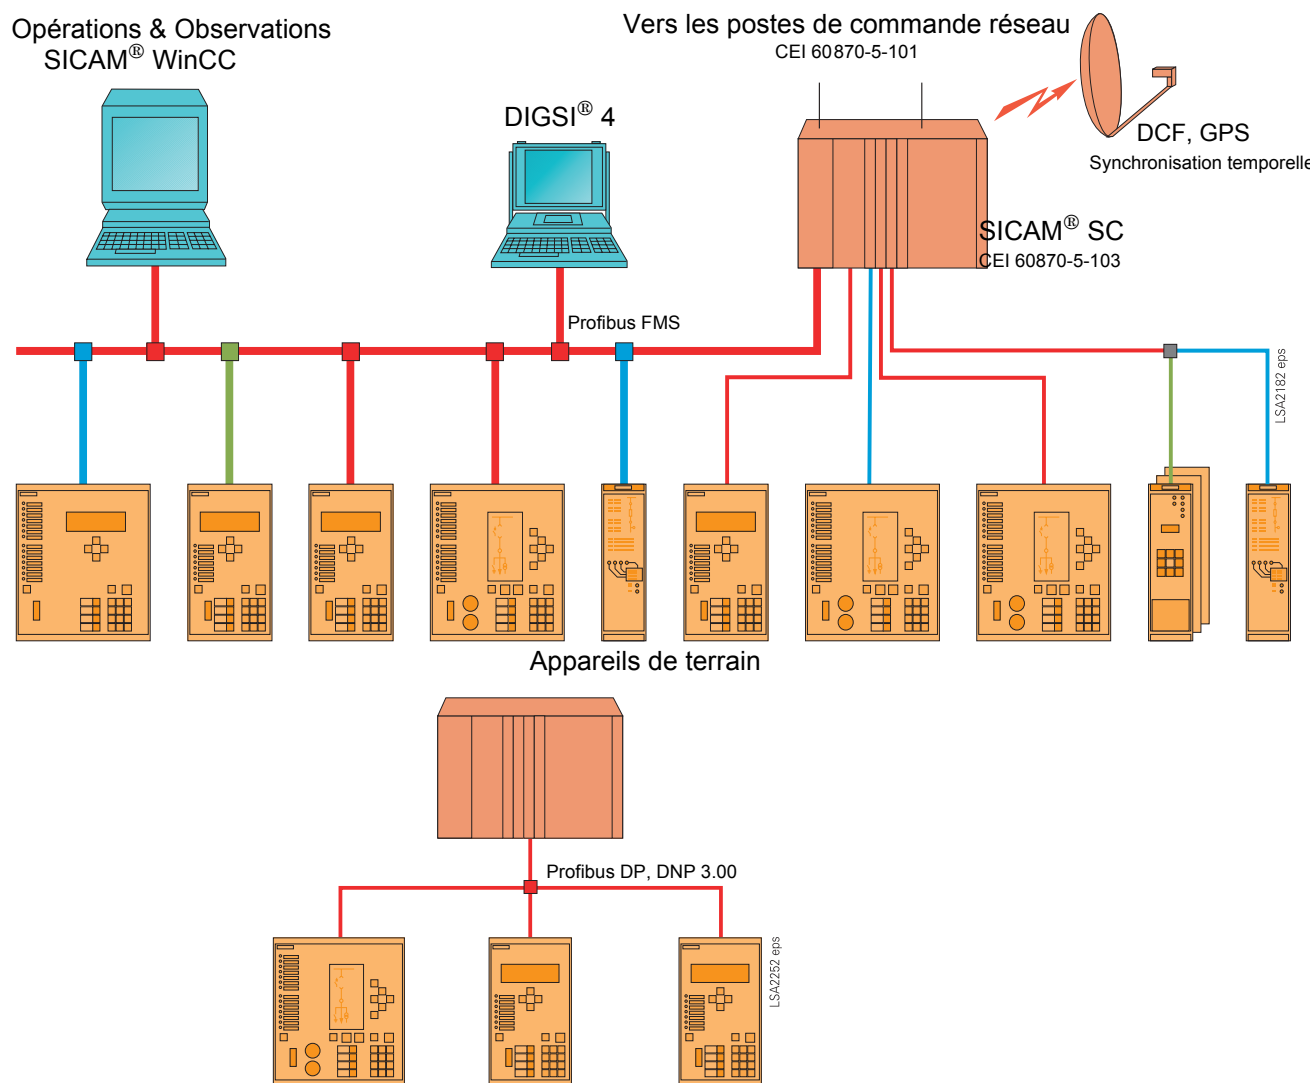 Opérations & Observations
SICAM® WinCC
DIGSI® 4
Vers les postes de commande réseau
CEI 60870-5-101
DCF, GPS
Synchronisation temporelle
SICAM® SC
CEI 60870-5-103
Profibus FMS
LSA2182 eps
Appareils de terrain
Profibus DP, DNP 3.00
LSA2252 eps